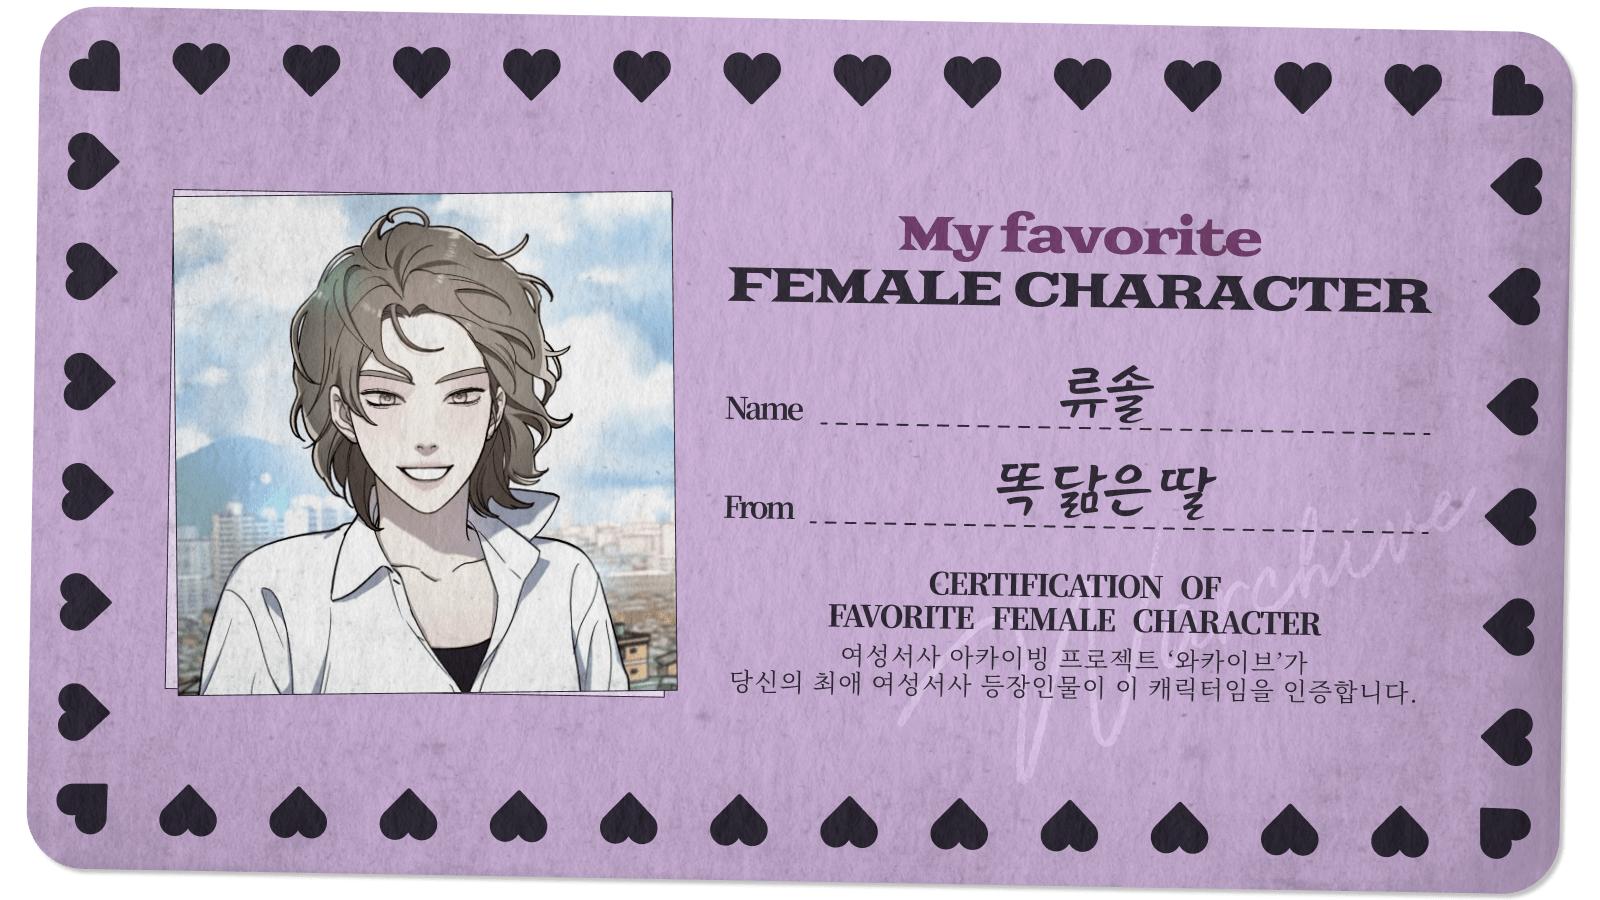 My favorite
FEMALE CHARACTER
Name 류솔
From 똑 닮은 딸
CERTIFICATION OF
FAVORITE FEMALE CHARACTER
여성서사 아카이빙 프로젝트 ‘와카이브’가
당신의 최애 여성서사 등장인물이 이 캐릭터임을 인증합니다.
Warchive